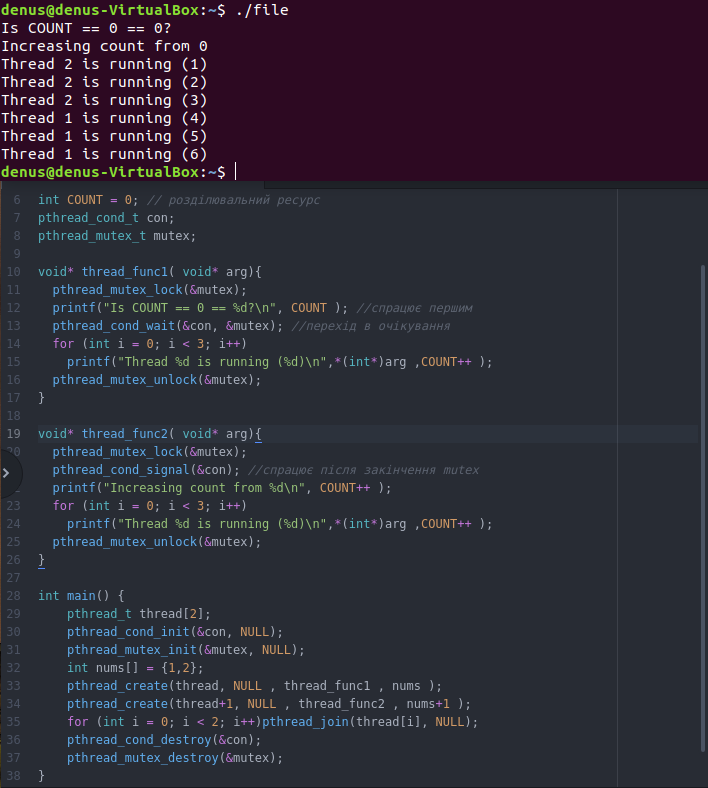 denus@denus-VirtualBox:~$ ./file
Is COUNT == 0 == 0?
Increasing count from 0
Thread 2 is running (1)
Thread 2 is running (2)
Thread 2 is running (3)
Thread 1 is running (4)
Thread 1 is running (5)
Thread 1 is running (6)
denus@denus-VirtualBox:~$
6 int COUNT = 0; // розділювальний ресурс
7 pthread_cond_t con;
8 pthread_mutex_t mutex;
9
10 void* thread_func1( void* arg){
11 pthread_mutex_lock(&mutex);
12 printf("Is COUNT == 0 == %d?\n", COUNT ); //спрацює першим
13 pthread_cond_wait(&con, &mutex); //перехід в очікування
14 for (int i = 0; i < 3; i++)
15 printf("Thread %d is running (%d)\n",*(int*)arg ,COUNT++ );
16 pthread_mutex_unlock(&mutex);
17 }
18
19 void* thread_func2( void* arg){
20 pthread_mutex_lock(&mutex);
pthread_cond_signal(&con); //спрацює після закінчення mutex
printf("Increasing count from %d\n", COUNT++ );
23 for (int i = 0; i < 3; i++)
24 printf("Thread %d is running (%d)\n",*(int*)arg ,COUNT++ );
25 pthread_mutex_unlock(&mutex);
26 }
27
28 int main() {
29 pthread_t thread[2];
30 pthread_cond_init(&con, NULL);
31 pthread_mutex_init(&mutex, NULL);
32 int nums[] = {1,2};
33 pthread_create(thread, NULL , thread_func1 , nums );
34 pthread_create(thread+1, NULL , thread_func2 , nums+1 );
35 for (int i = 0; i < 2; i++)pthread_join(thread[i], NULL);
36 pthread_cond_destroy(&con);
37 pthread_mutex_destroy(&mutex);
38 }